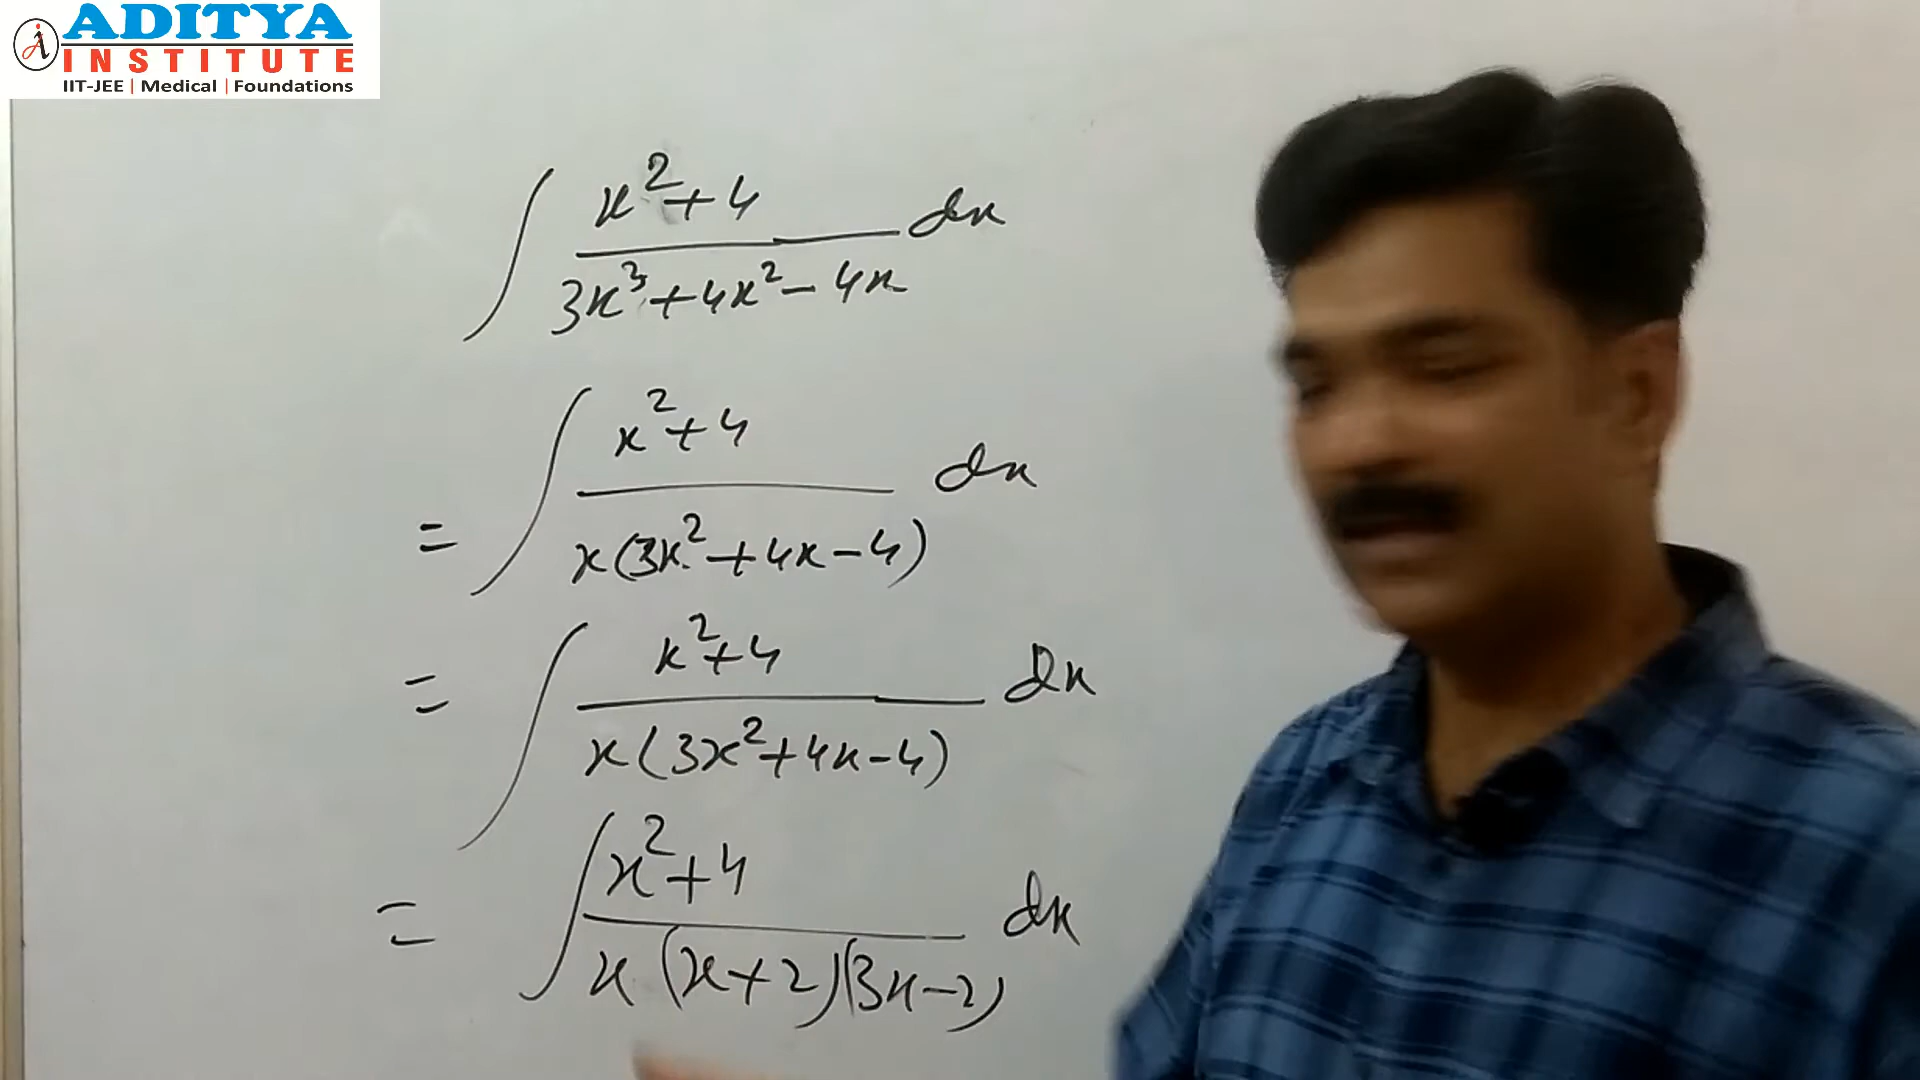 ADITYA
INSTITUTE
IIT-JEE | Medical | Foundations
∫ x²+4 / 3x³+4x²-4x dx
= ∫ x²+4 / x(3x²+4x-4) dx
= ∫ x²+4 / x(3x²+4x-4) dx
= ∫ x²+4 / x(x+2)(3x-2) dx